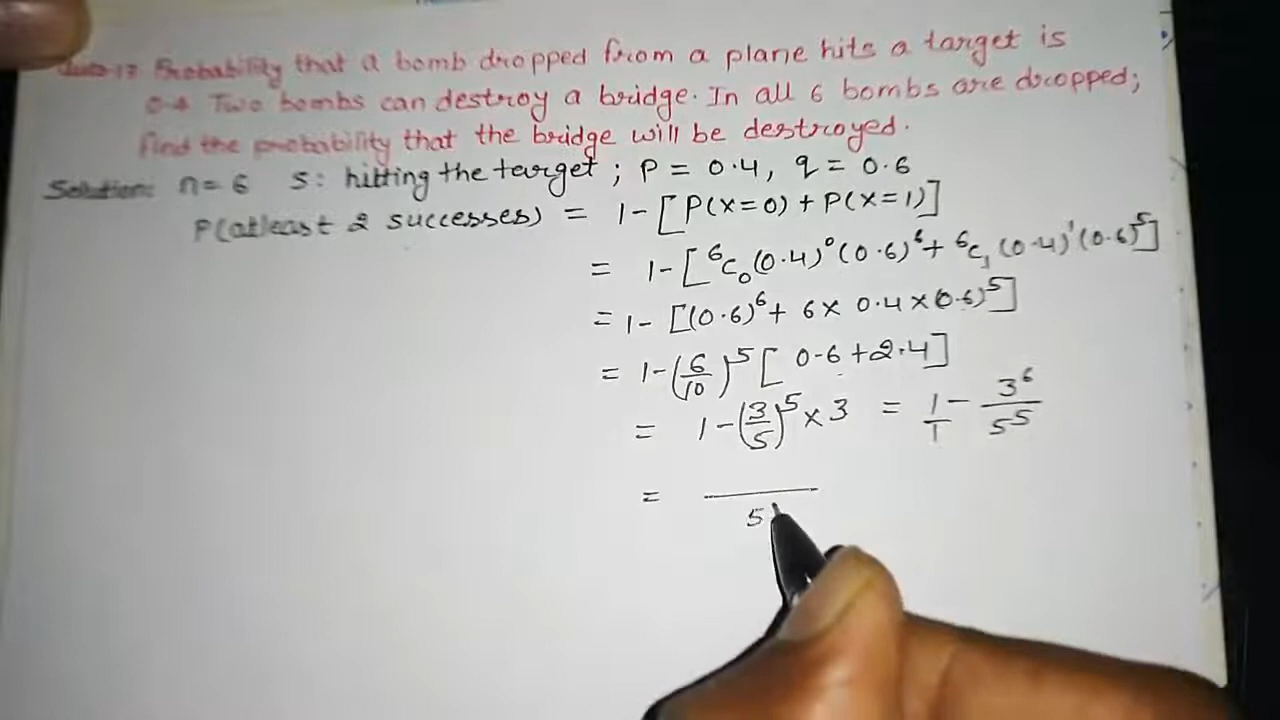 Ques-17 Probability that a bomb dropped from a plane hits a target is
0.4 Two bombs can destroy a bridge. In all 6 bombs are dropped;
find the probability that the bridge will be destroyed.
Solution: n = 6 S: hitting the target ; P = 0.4, q = 0.6
P(atleast 2 successes) = 1 - [P(X=0) + P(X=1)]
= 1 - [⁶C₀ (0.4)⁰ (0.6)⁶ + ⁶C₁ (0.4)¹ (0.6)⁵]
= 1 - [(0.6)⁶ + 6 × 0.4 × (0.6)⁵]
= 1 - (6/10)⁵ [0.6 + 2.4]
= 1 - (3/5)⁵ × 3 = 1/1 - 3⁶/5⁵
= /5